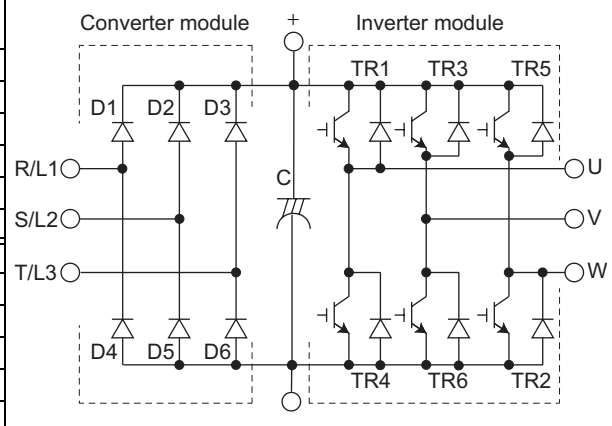 Converter module + Inverter module
TR1 TR3 TR5
D1 D2 D3
R/L1 U
C
S/L2 V
T/L3 W
D4 D5 D6
TR4 TR6 TR2